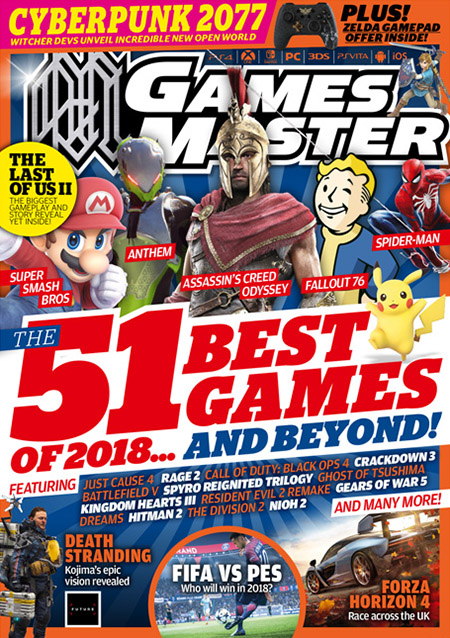 CYBERPUNK 2077
WITCHER DEVS UNVEIL INCREDIBLE NEW OPEN WORLD
PLUS!
ZELDA GAMEPAD
OFFER INSIDE!
PS4 PC 3DS PSVITA iOS
GAMES
MASTER
THE
LAST
OF US II
THE BIGGEST
GAMEPLAY AND
STORY REVEAL
YET INSIDE!
SUPER
SMASH
BROS
ANTHEM
ASSASSIN'S CREED
ODYSSEY
FALLOUT 76
SPIDER-MAN
THE
51 BEST
GAMES
OF 2018... AND BEYOND!
FEATURING
JUST CAUSE 4 RAGE 2 CALL OF DUTY: BLACK OPS 4 CRACKDOWN 3
BATTLEFIELD V SPYRO REIGNITED TRILOGY GHOST OF TSUSHIMA
KINGDOM HEARTS III RESIDENT EVIL 2 REMAKE GEARS OF WAR 5
DREAMS HITMAN 2 THE DIVISION 2 NIOH 2
AND MANY MORE!
DEATH
STRANDING
Kojima's epic
vision revealed
FUTURE
FIFA VS PES
Who will win in 2018?
FORZA
HORIZON 4
Race across the UK